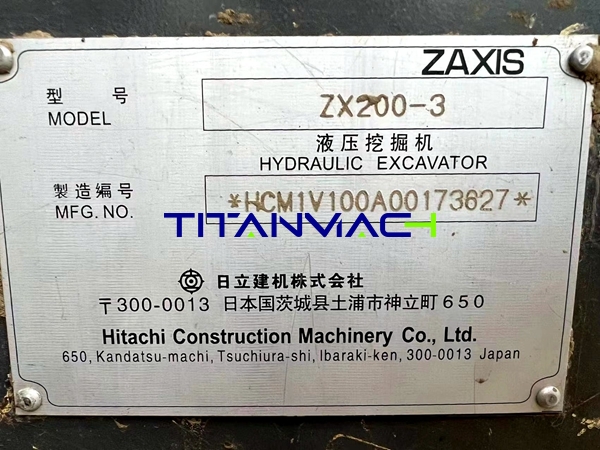 ZAXIS
型 号 ZX200-3
MODEL
液压挖掘机
HYDRAULIC EXCAVATOR
製造編号 *HCM1V100A00173627*
MFG. NO.
TITANMACH
日立建机株式会社
〒300-0013 日本国茨城县土浦市神立町650
Hitachi Construction Machinery Co., Ltd.
650, Kandatsu-machi, Tsuchiura-shi, Ibaraki-ken, 300-0013 Japan